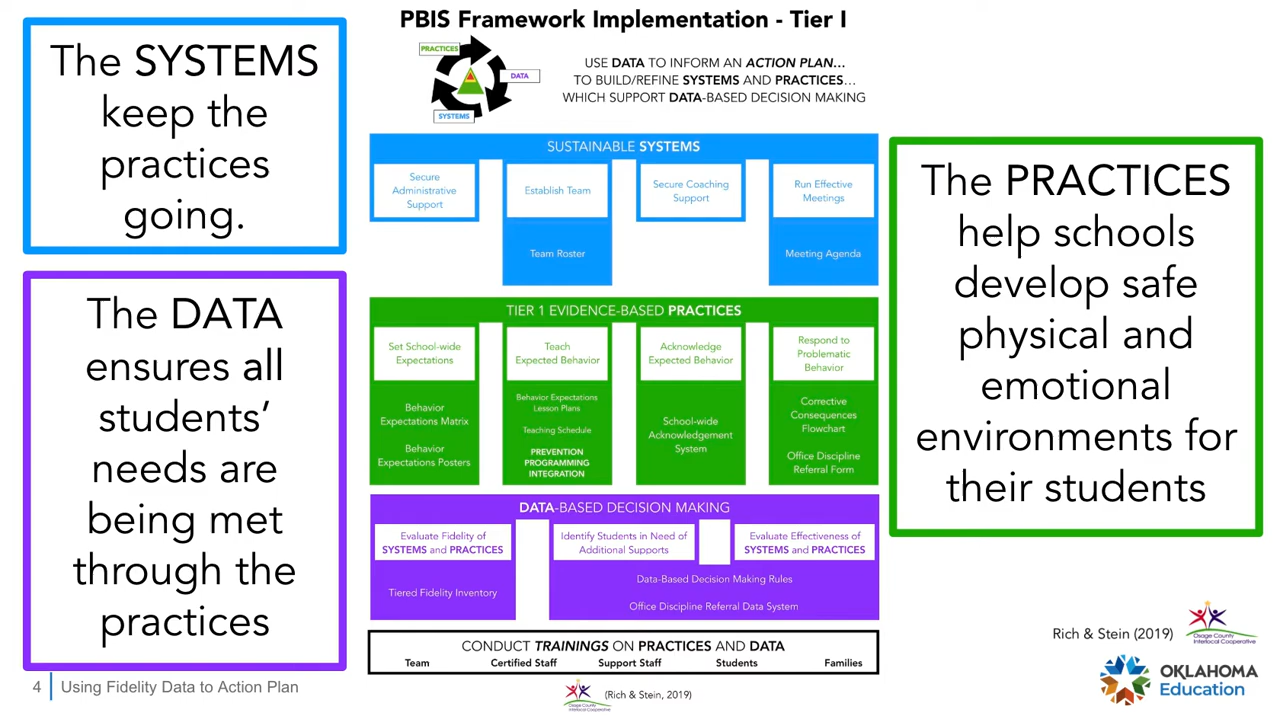 The SYSTEMS
keep the
practices
going.
The DATA
ensures all
students’
needs are
being met
through the
practices
PBIS Framework Implementation - Tier I
PRACTICES
DATA
SYSTEMS
USE DATA TO INFORM AN ACTION PLAN...
TO BUILD/REFINE SYSTEMS AND PRACTICES...
WHICH SUPPORT DATA-BASED DECISION MAKING
SUSTAINABLE SYSTEMS
Secure
Administrative
Support
Establish Team
Team Roster
Secure Coaching
Support
Run Effective
Meetings
Meeting Agenda
TIER 1 EVIDENCE-BASED PRACTICES
Set School-wide
Expectations
Behavior
Expectations Matrix
Behavior
Expectations Posters
Teach
Expected Behavior
Behavior Expectations
Lesson Plans
Teaching Schedule
PREVENTION
PROGRAMMING
INTEGRATION
Acknowledge
Expected Behavior
School-wide
Acknowledgement
System
Respond to
Problematic
Behavior
Corrective
Consequences
Flowchart
Office Discipline
Referral Form
DATA-BASED DECISION MAKING
Evaluate Fidelity of
SYSTEMS and PRACTICES
Tiered Fidelity Inventory
Identify Students in Need of
Additional Supports
Evaluate Effectiveness of
SYSTEMS and PRACTICES
Data-Based Decision Making Rules
Office Discipline Referral Data System
CONDUCT TRAININGS ON PRACTICES AND DATA
Team Certified Staff Support Staff Students Families
Osage County
Interlocal Cooperative
(Rich & Stein, 2019)
The PRACTICES
help schools
develop safe
physical and
emotional
environments for
their students
Rich & Stein (2019)
Osage County
Interlocal Cooperative
OKLAHOMA
Education
4 Using Fidelity Data to Action Plan